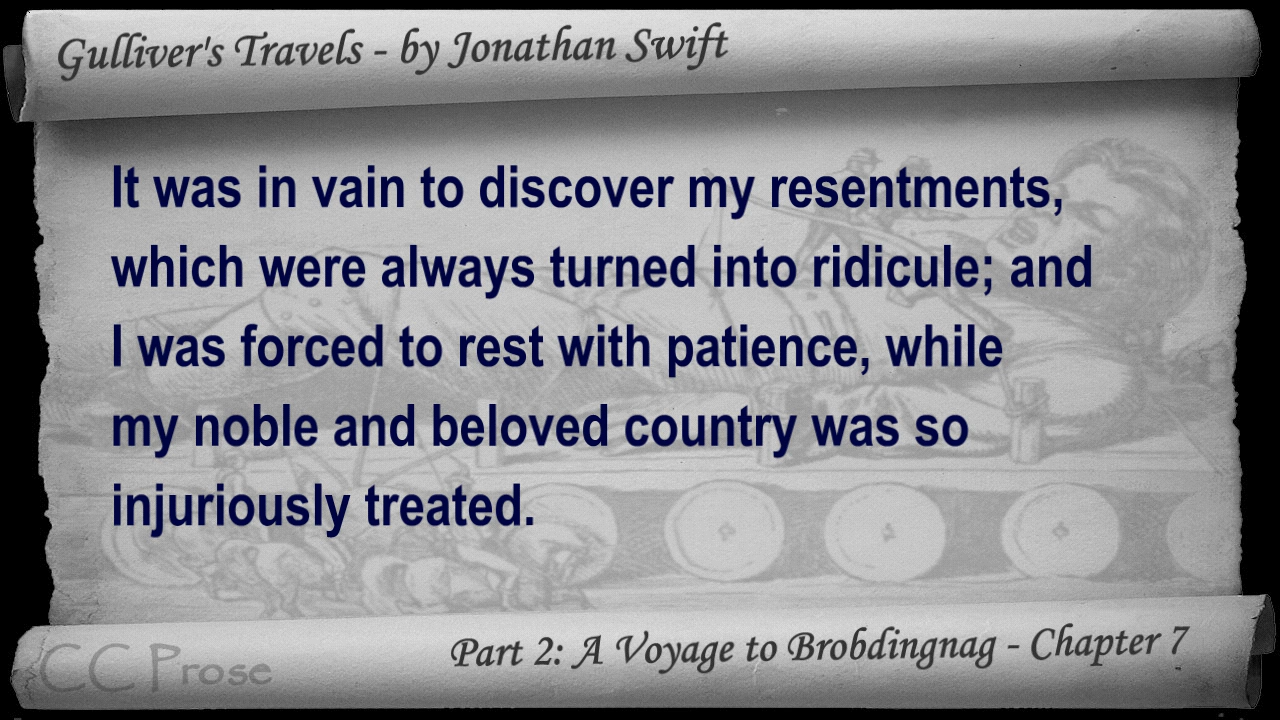 Gulliver's Travels - by Jonathan Swift
It was in vain to discover my resentments,
which were always turned into ridicule; and
I was forced to rest with patience, while
my noble and beloved country was so
injuriously treated.
CC Prose
Part 2: A Voyage to Brobdingnag - Chapter 7